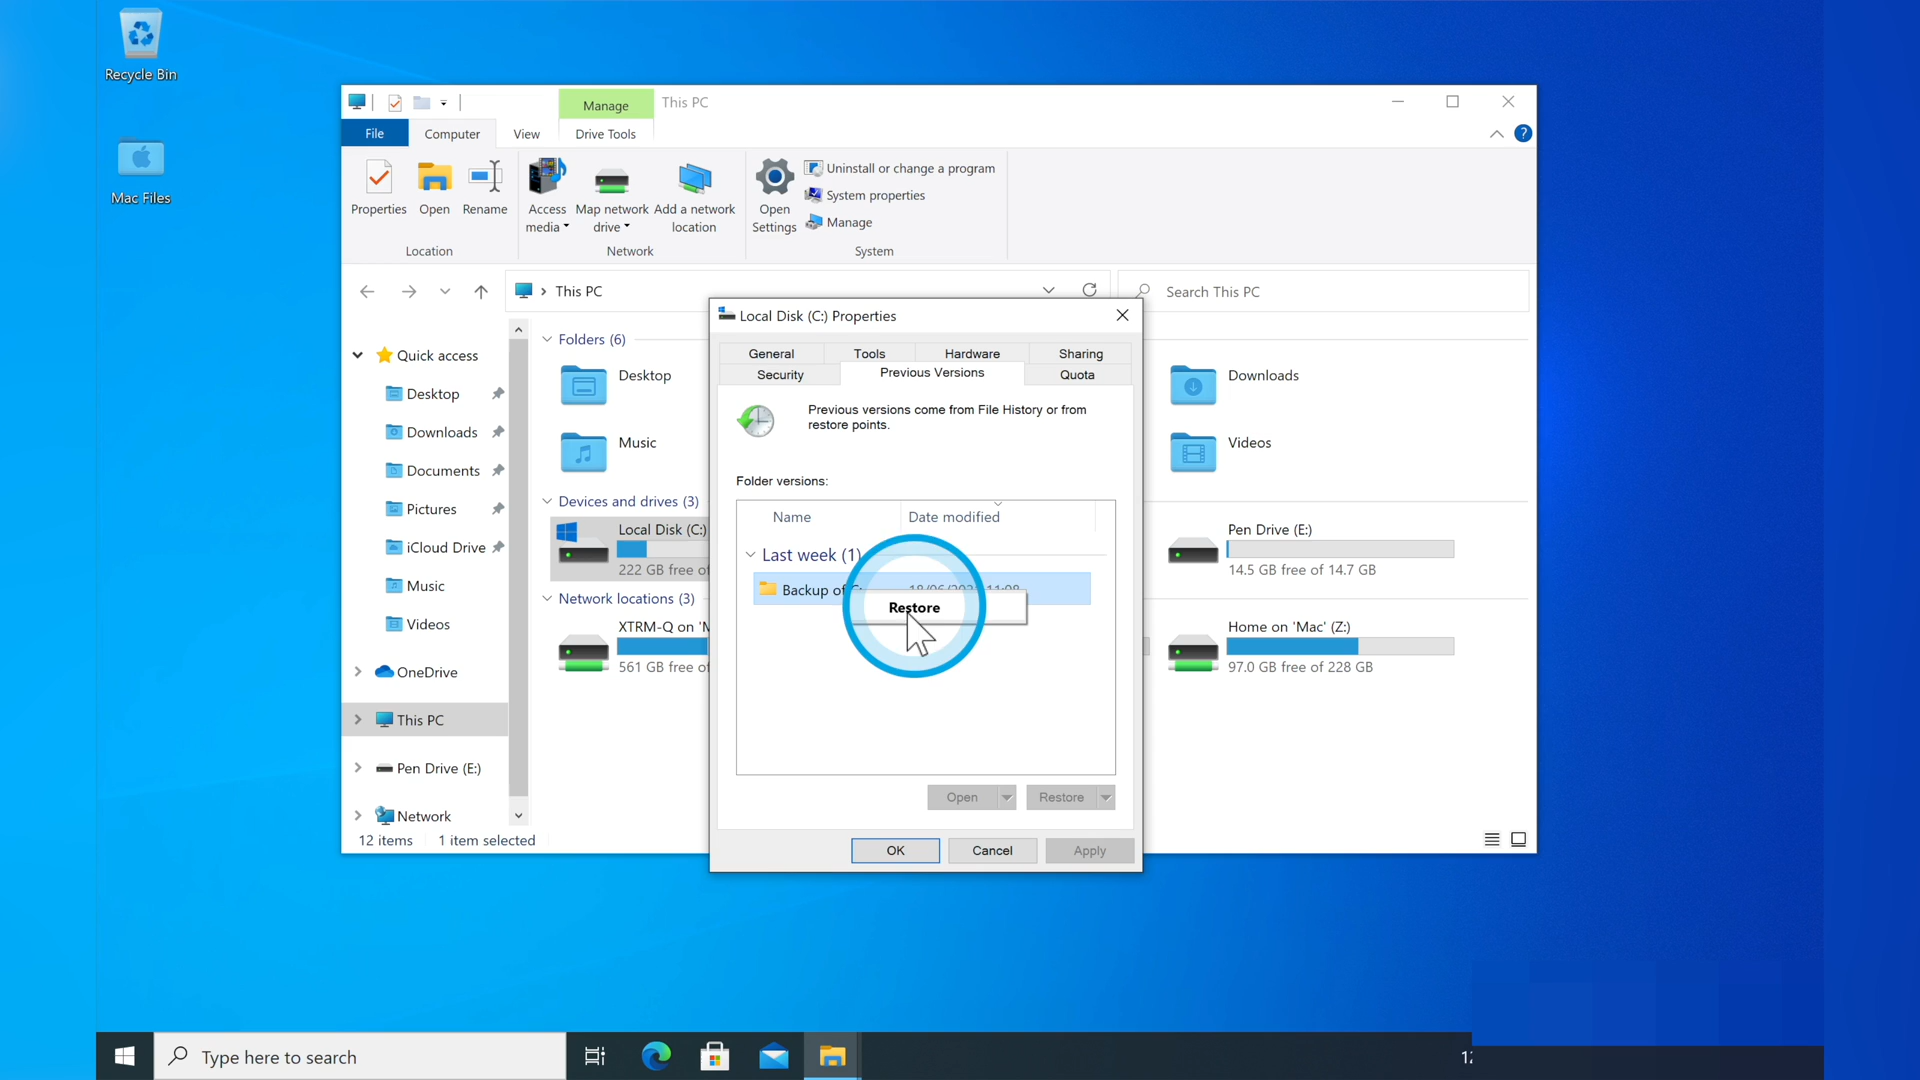 Recycle Bin
Mac Files
Manage
This PC
File
Computer
View
Drive Tools
Properties
Open
Rename
Access
media
Map network
drive
Add a network
location
Open
Settings
Uninstall or change a program
System properties
Manage
Location
Network
System
This PC
Search This PC
Quick access
Desktop
Downloads
Documents
Pictures
iCloud Drive
Music
Videos
OneDrive
This PC
Pen Drive (E:)
Network
12 items
1 item selected
Folders (6)
Desktop
Music
Downloads
Videos
Devices and drives (3)
Local Disk (C:)
222 GB free of
Pen Drive (E:)
14.5 GB free of 14.7 GB
Network locations (3)
XTRM-Q on
561 GB free of
Home on 'Mac' (Z:)
97.0 GB free of 228 GB
Local Disk (C:) Properties
General
Tools
Hardware
Sharing
Security
Previous Versions
Quota
Previous versions come from File History or from
restore points.
Folder versions:
Name
Date modified
Last week (1)
Backup of
Restore
Open
Restore
OK
Cancel
Apply
Type here to search